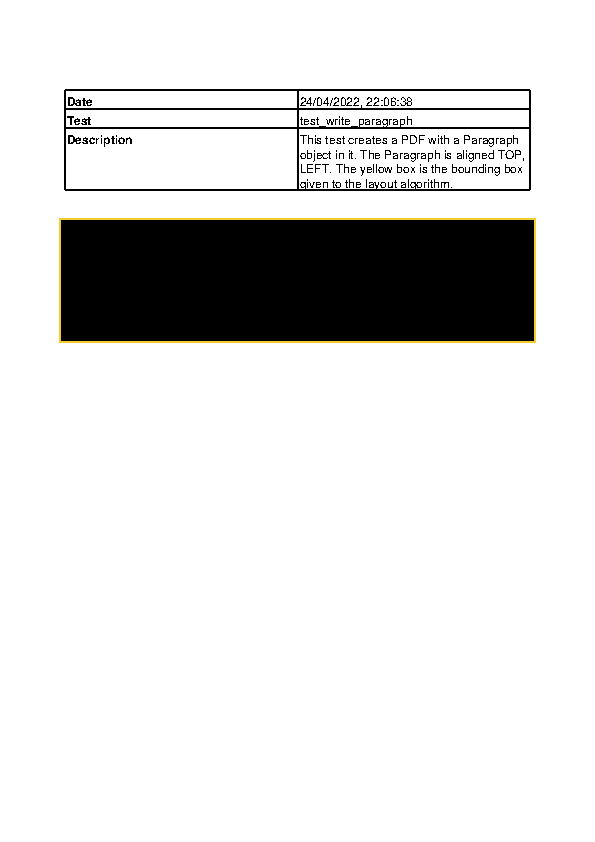 Date 24/04/2022, 22:06:38
Test test_write_paragraph
Description This test creates a PDF with a Paragraph
object in it. The Paragraph is aligned TOP,
LEFT. The yellow box is the bounding box
given to the layout algorithm.